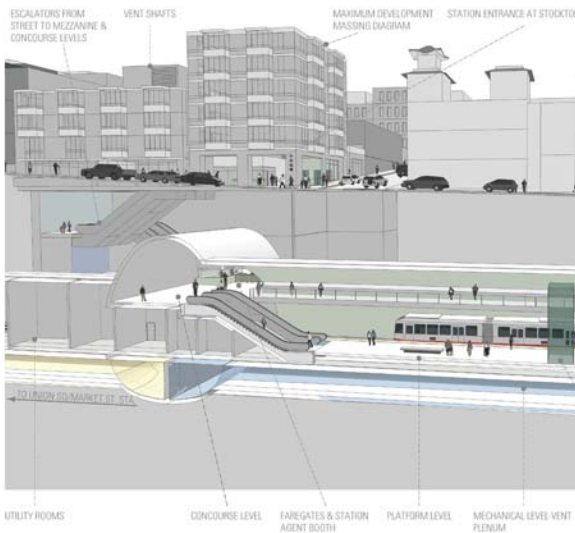 ESCALATORS FROM
STREET TO MEZZANINE &
CONCOURSE LEVELS
VENT SHAFTS
MAXIMUM DEVELOPMENT
MASSING DIAGRAM
STATION ENTRANCE AT STOCKTO
TO UNION SQ/MARKET ST. STA.
UTILITY ROOMS
CONCOURSE LEVEL
FAREGATES & STATION
AGENT BOOTH
PLATFORM LEVEL
MECHANICAL LEVEL-VENT
PLENUM